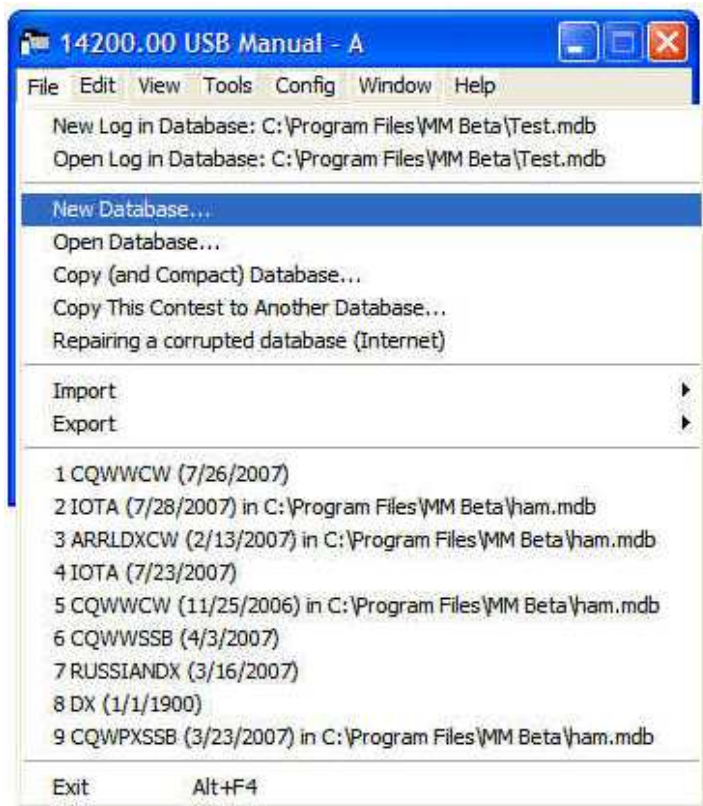 14200.00 USB Manual - A
File Edit View Tools Config Window Help
New Log in Database: C:\Program Files\MM Beta\Test.mdb
Open Log in Database: C:\Program Files\MM Beta\Test.mdb
New Database...
Open Database...
Copy (and Compact) Database...
Copy This Contest to Another Database...
Repairing a corrupted database (Internet)
Import
Export
1 CQWWCW (7/26/2007)
2 IOTA (7/28/2007) in C:\Program Files\MM Beta\ham.mdb
3 ARRLDXCW (2/13/2007) in C:\Program Files\MM Beta\ham.mdb
4 IOTA (7/23/2007)
5 CQWWCW (11/25/2006) in C:\Program Files\MM Beta\ham.mdb
6 CQWWSSB (4/3/2007)
7 RUSSIANDX (3/16/2007)
8 DX (1/1/1900)
9 CQWPXSSB (3/23/2007) in C:\Program Files\MM Beta\ham.mdb
Exit Alt+F4